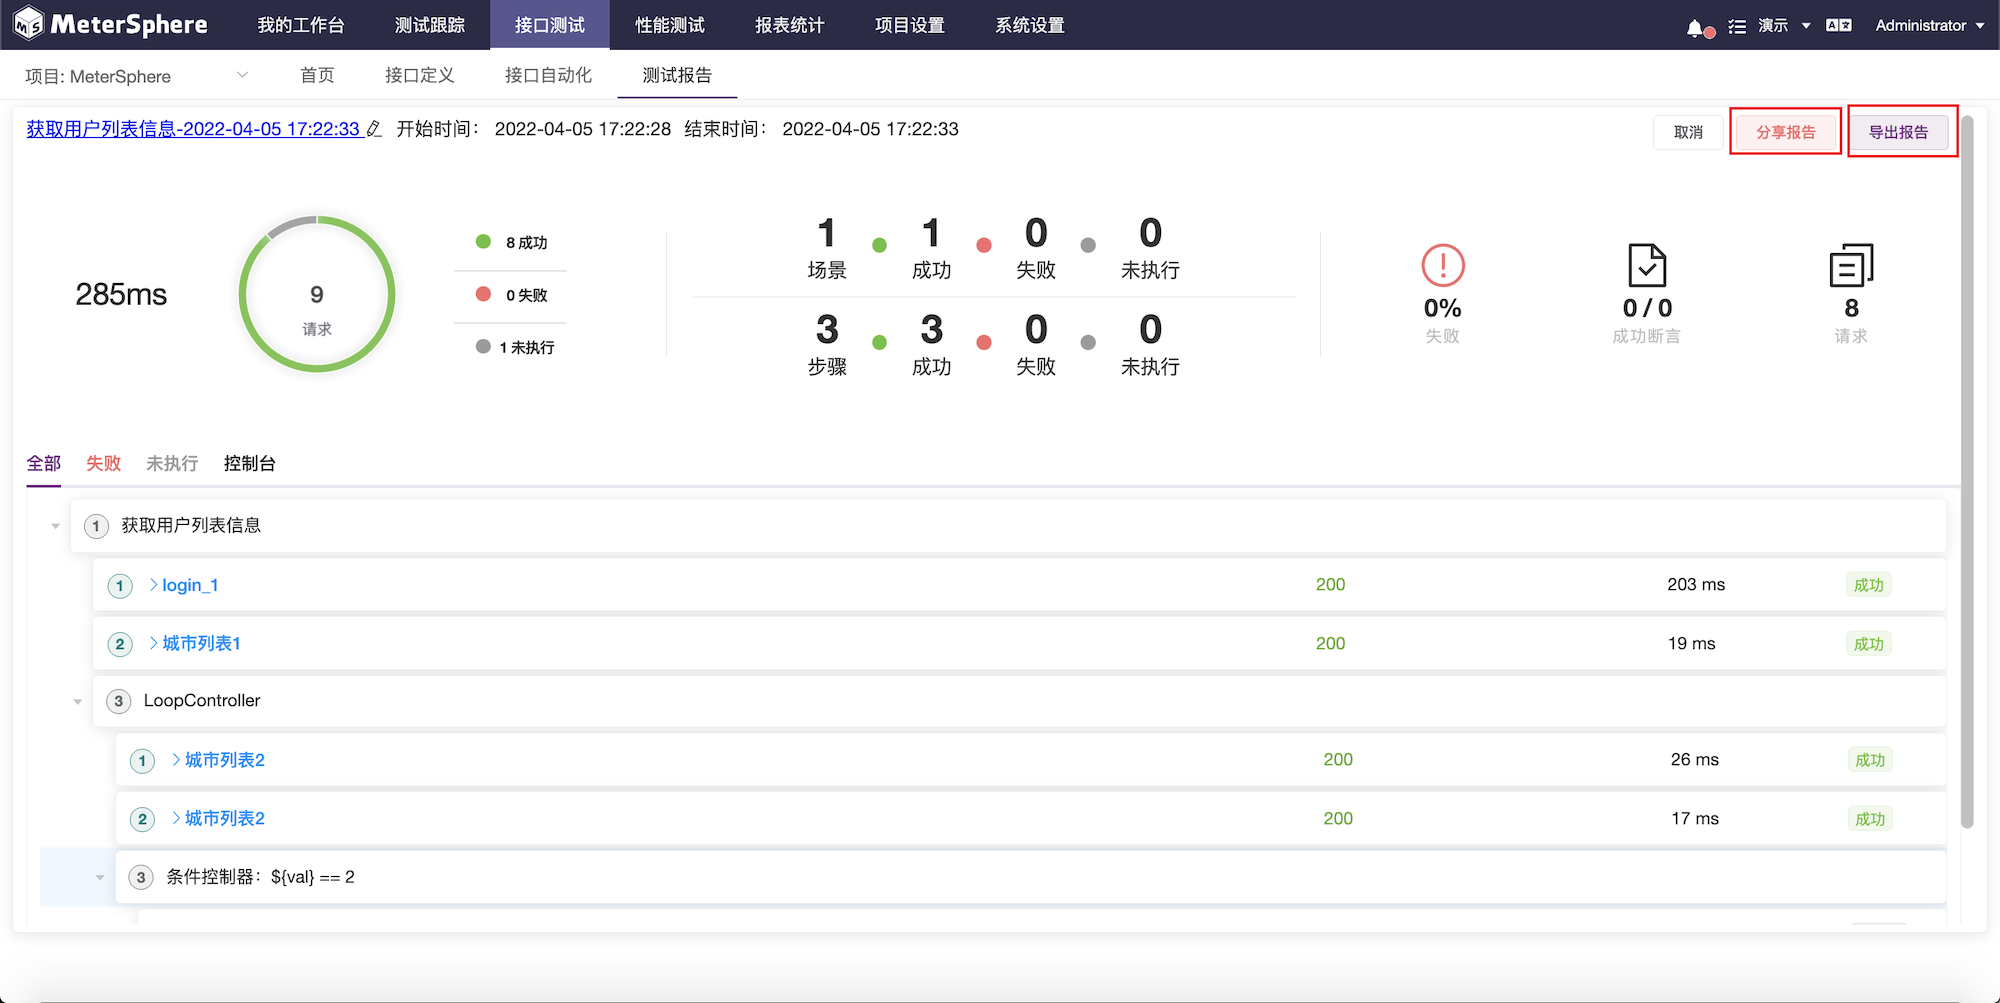 MeterSphere 我的工作台 测试跟踪 接口测试 性能测试 报表统计 项目设置 系统设置 演示 Administrator
项目: MeterSphere 首页 接口定义 接口自动化 测试报告
获取用户列表信息-2022-04-05 17:22:33 开始时间： 2022-04-05 17:22:28 结束时间： 2022-04-05 17:22:33 取消 分享报告 导出报告
285ms
9
请求
8 成功
0 失败
1 未执行
1 1 0 0
场景 成功 失败 未执行
3 3 0 0
步骤 成功 失败 未执行
0% 0 / 0 8
失败 成功断言 请求
全部 失败 未执行 控制台
1 获取用户列表信息
1 login_1 200 203 ms 成功
2 城市列表1 200 19 ms 成功
3 LoopController
1 城市列表2 200 26 ms 成功
2 城市列表2 200 17 ms 成功
3 条件控制器：${val} == 2